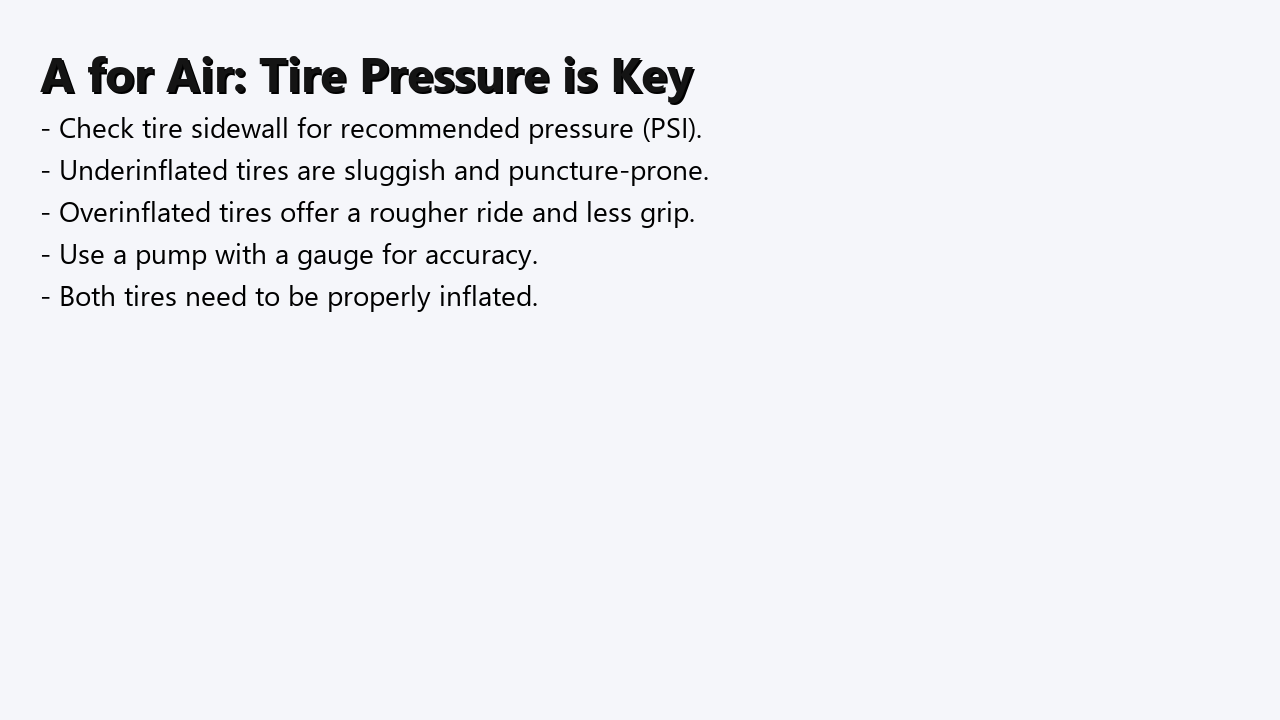 A for Air: Tire Pressure is Key
- Check tire sidewall for recommended pressure (PSI).
- Underinflated tires are sluggish and puncture-prone.
- Overinflated tires offer a rougher ride and less grip.
- Use a pump with a gauge for accuracy.
- Both tires need to be properly inflated.